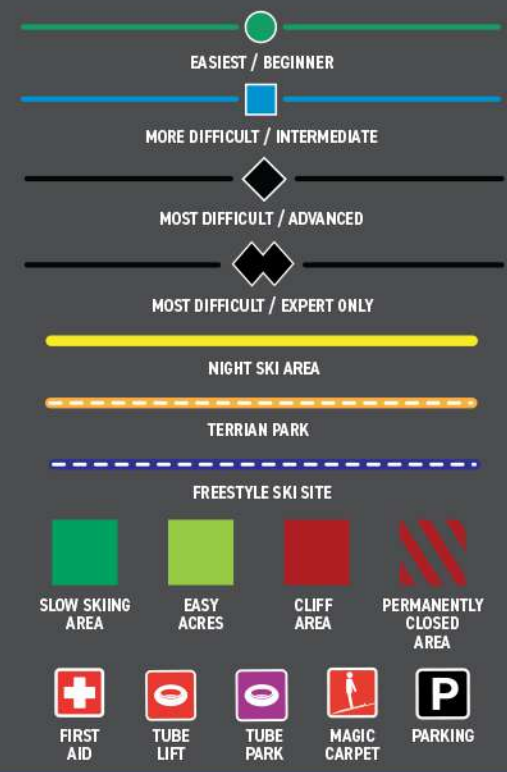 EASIEST / BEGINNER
MORE DIFFICULT / INTERMEDIATE
MOST DIFFICULT / ADVANCED
MOST DIFFICULT / EXPERT ONLY
NIGHT SKI AREA
TERRIAN PARK
FREESTYLE SKI SITE
SLOW SKIING
AREA
EASY
ACRES
CLIFF
AREA
PERMANENTLY
CLOSED
AREA
FIRST
AID
TUBE
LIFT
TUBE
PARK
MAGIC
CARPET
P
PARKING